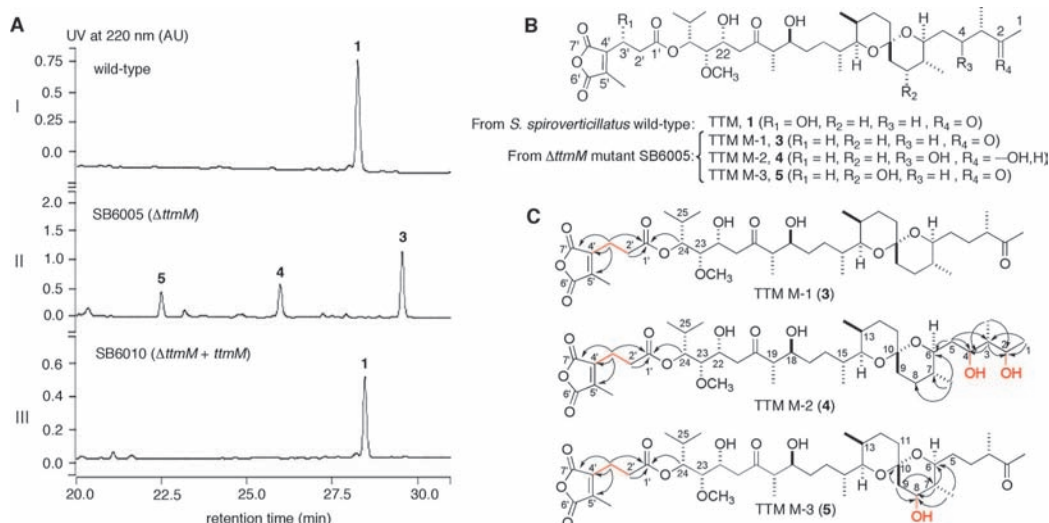 A
UV at 220 nm (AU)
wild-type
1
I
0.75
0.50
0.25
0.0
SB6005 (ΔttmM)
II
2.0
1.5
1.0
0.5
0.0
5
4
3
SB6010 (ΔttmM + ttmM)
III
0.6
0.4
0.2
0.0
1
20.0
22.5
25.0
27.5
30.0
retention time (min)
B
R1
OH
O
OH
H
4
2
1
7' O 4' 3' 2' O 1' O 22 OCH3 O H O R2 R3 R4
O
6' O 5'
From S. spiroverticillatus wild-type: TTM, 1 (R1 = OH, R2 = H, R3 = H , R4 = O)
TTM M-1, 3 (R1 = H, R2 = H, R3 = H, R4 = O)
From ΔttmM mutant SB6005:
TTM M-2, 4 (R1 = H, R2 = H, R3 = OH, R4 = —OH,H)
TTM M-3, 5 (R1 = H, R2 = OH, R3 = H, R4 = O)
C
25 OH O OH H
7' O 4' 2' O 1' O 24 23 OCH3 H O O O
O
6' O 5'
TTM M-1 (3)
25 OH O OH 13 10 H 5 3 1
7' O 4' 2' O 1' O 24 23 22 19 18 15 H O O 9 8 7 6 4 2 OH OH
O
6' O 5' OCH3
TTM M-2 (4)
25 OH O OH 13 11 H 5
7' O 4' 2' O 1' O 24 23 H O 10 O 9 8 7 6 O
O
6' O 5' OCH3 OH
TTM M-3 (5)